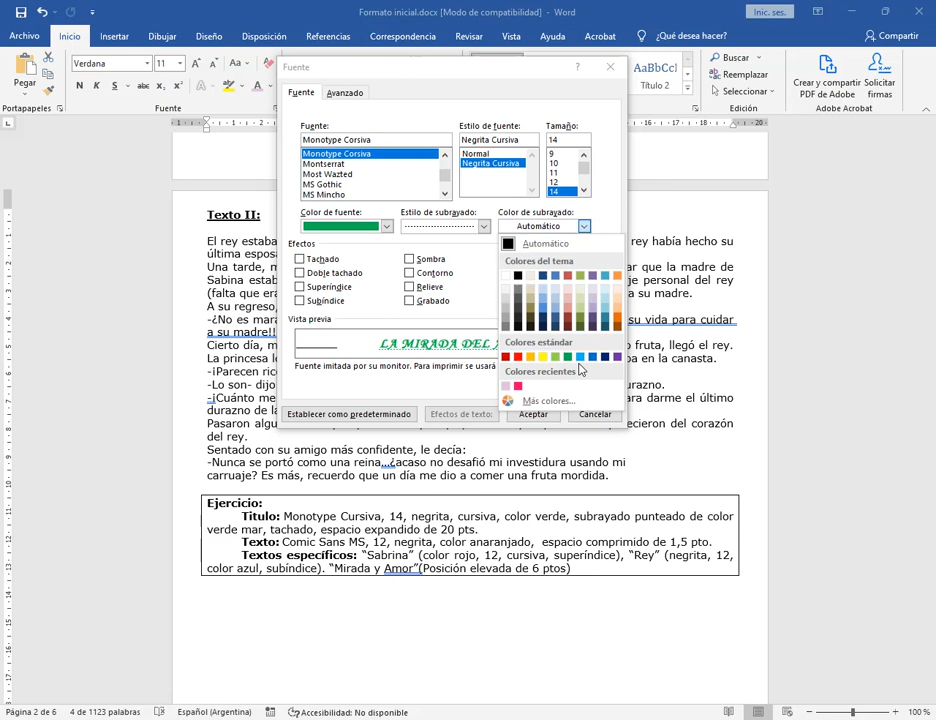 Formato inicial.docx [Modo de compatibilidad] - Word
Inic. ses.
Archivo Inicio Insertar Dibujar Diseño Disposición Referencias Correspondencia Revisar Vista Ayuda Acrobat ¿Qué desea hacer? Compartir
Pegar
Verdana 11
N K S abc x₂ x²
Portapapeles Fuente
AaBbCcl
Título 2
Buscar
Reemplazar
Seleccionar
Edición
Crear y compartir PDF de Adobe
Solicitar firmas
Adobe Acrobat
Fuente
Fuente Avanzado
Fuente: Estilo de fuente: Tamaño:
Monotype Corsiva Negrita Cursiva 14
Monotype Corsiva Normal 9
Montserrat Negrita Cursiva 10
Most Wazted 11
MS Gothic 12
MS Mincho 14
Color de fuente: Estilo de subrayado: Color de subrayado:
Automático
Efectos
Tachado Sombra
Doble tachado Contorno
Superíndice Relieve
Subíndice Grabado
Vista previa
LA MIRADA DEL
Fuente imitada por su monitor. Para imprimir se usará
Establecer como predeterminado Efectos de texto: Aceptar Cancelar
Automático
Colores del tema
Colores estándar
Colores recientes
Más colores...
Texto II:
El rey estaba rey había hecho su
última espos
Una tarde, m ar que la madre de
Sabina estab je personal del rey
(falta que era a su madre.
A su regreso,
-¿No es mara su vida para cuidar
a su madre!!
Cierto día, m fruta, llegó el rey.
La princesa l ba en la canasta.
-¡Parecen rico
-Lo son- dijo urazno.
-¡Cuánto me ara darme el último
durazno de la
Pasaron algu ecieron del corazón
del rey.
Sentado con su amigo más confidente, le decía:
-Nunca se portó como una reina...¿acaso no desafió mi investidura usando mi
carruaje? Es más, recuerdo que un día me dio a comer una fruta mordida.
Ejercicio:
Titulo: Monotype Cursiva, 14, negrita, cursiva, color verde, subrayado punteado de color
verde mar, tachado, espacio expandido de 20 pts.
Texto: Comic Sans MS, 12, negrita, color anaranjado, espacio comprimido de 1,5 pto.
Textos específicos: “Sabrina” (color rojo, 12, cursiva, superíndice), “Rey” (negrita, 12,
color azul, subíndice). “Mirada y Amor”(Posición elevada de 6 ptos)
Página 2 de 6 4 de 1123 palabras Español (Argentina) Accesibilidad: No disponible 100 %